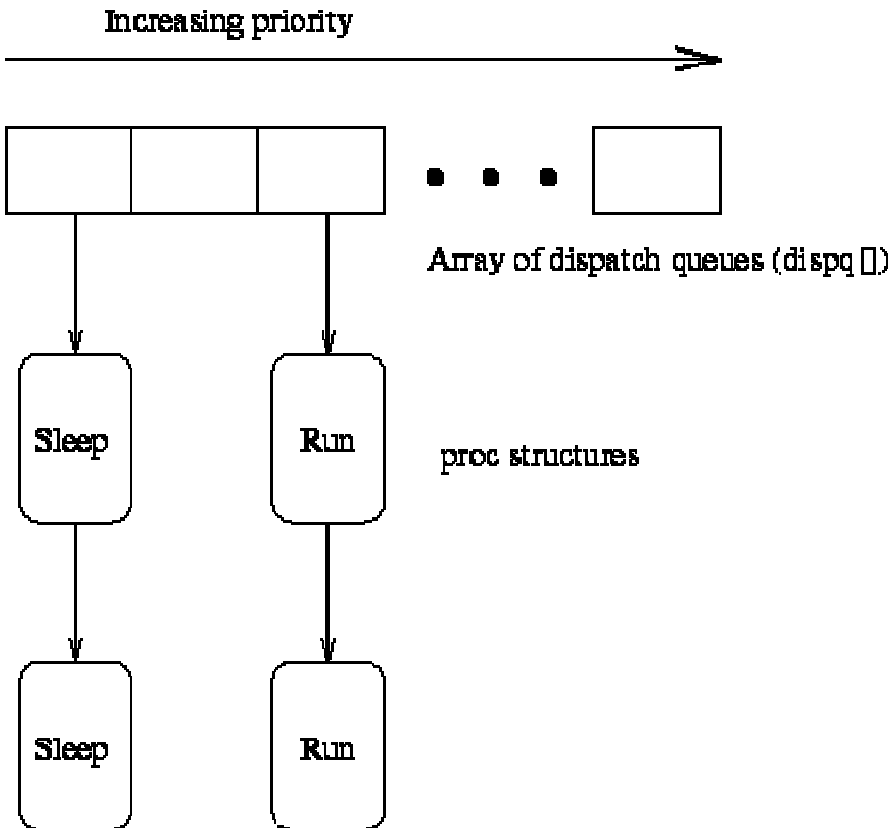 Increasing priority
Array of dispatch queues (dispq [])
Sleep
Run
proc structures
Sleep
Run